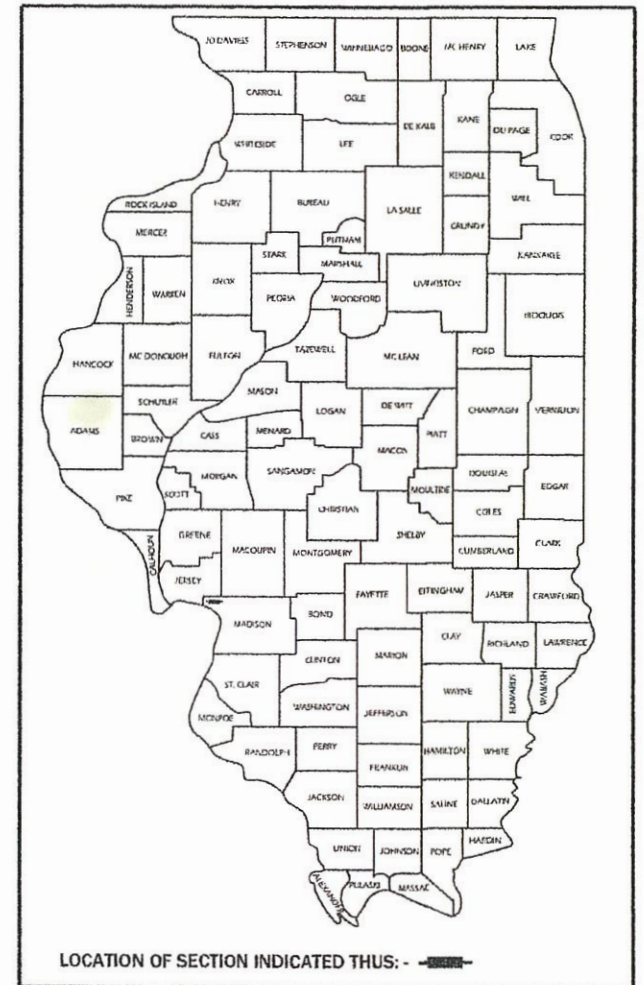 JO DAVIESS STEPHENSON WINNEBAGO BOONE MC HENRY LAKE
CARROLL OGLE DE KALB KANE DU PAGE COOK
WHITESIDE LEE
KENDALL
ROCK ISLAND HENRY BUREAU LA SALLE WILL
MERCER PUTNAM GRUNDY
STARK MARSHALL KANKAKEE
HENDERSON WARREN KNOX PEORIA WOODFORD LIVINGSTON IROQUOIS
HANCOCK MC DONOUGH FULTON TAZEWELL MC LEAN FORD
MASON
SCHUYLER LOGAN DE WITT CHAMPAIGN VERMILION
ADAMS BROWN CASS MENARD PIATT
MACON
MORGAN SANGAMON DOUGLAS EDGAR
PIKE SCOTT MOULTRIE
CHRISTIAN COLES
GREENE SHELBY
CALHOUN MACOUPIN MONTGOMERY CUMBERLAND CLARK
JERSEY
FAYETTE EFFINGHAM JASPER CRAWFORD
MADISON BOND
CLAY RICHLAND LAWRENCE
CLINTON MARION
ST. CLAIR WAYNE EDWARDS WABASH
WASHINGTON
MONROE JEFFERSON
RANDOLPH PERRY HAMILTON WHITE
FRANKLIN
JACKSON WILLIAMSON SALINE GALLATIN
UNION JOHNSON POPE HARDIN
ALEXANDER PULASKI MASSAC
LOCATION OF SECTION INDICATED THUS: -